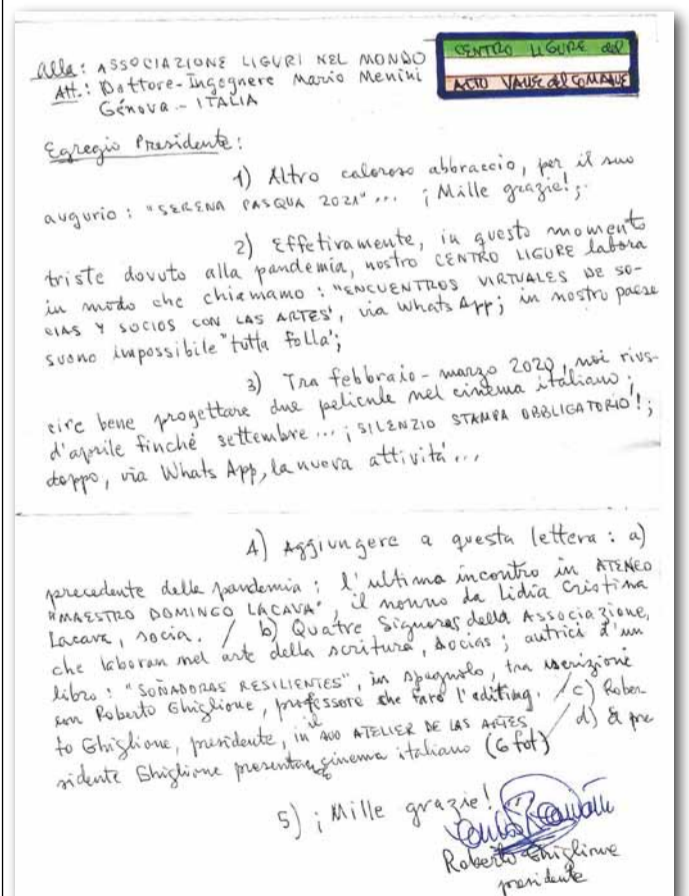 Alla: ASSOCIAZIONE LIGURI NEL MONDO
Att.: Dottore-Ingegnere Mario Menini
Génova - ITALIA
CENTRO LIGURE del
ALTO VALLE del COMAHUE
Egregio Presidente:
1) Altro caloroso abbraccio, per il suo
augurio: "SERENA PASQUA 2021"... ¡Mille grazie!;
2) Effetivamente, in questo momento
triste dovuto alla pandemia, nostro CENTRO LIGURE labora
in modo che chiamamo: "ENCUENTROS VIRTUALES DE SO-
CIAS Y SOCIOS CON LAS ARTES", via Whats App; in nostro paese
suono impossibile "tutta folla";
3) Tra febbraio-marzo 2020, noi rius-
cire bene progettare due pelicule nel cinema italiano;
d'aprile finché settembre... ¡SILENZIO STAMPA OBBLIGATORIO!;
doppo, via Whats App, la nuova attivitá...
4) Aggiungere a questa lettera: a)
precedente della pandemia: l'ultima incontro in ATENEO
"MAESTRO DOMINGO LACAVA", il nonno da Lidia Cristina
Lacava, socia. / b) Quatre Signoras della Associazione,
che laboran nel arte della scritura, socias; autrici d'un
libro: "SOÑADORAS RESILIENTES", in spagnolo, tra
con Roberto Ghiglione, professore che faró l'editing. / c) Rober-
to Ghiglione, presidente, in il suo ATELIER DE LAS ARTES / d) Il pre
sidente Ghiglione presentando cinema italiano (6 fot)
5) ¡Mille grazie!
Roberto Ghiglione
presidente